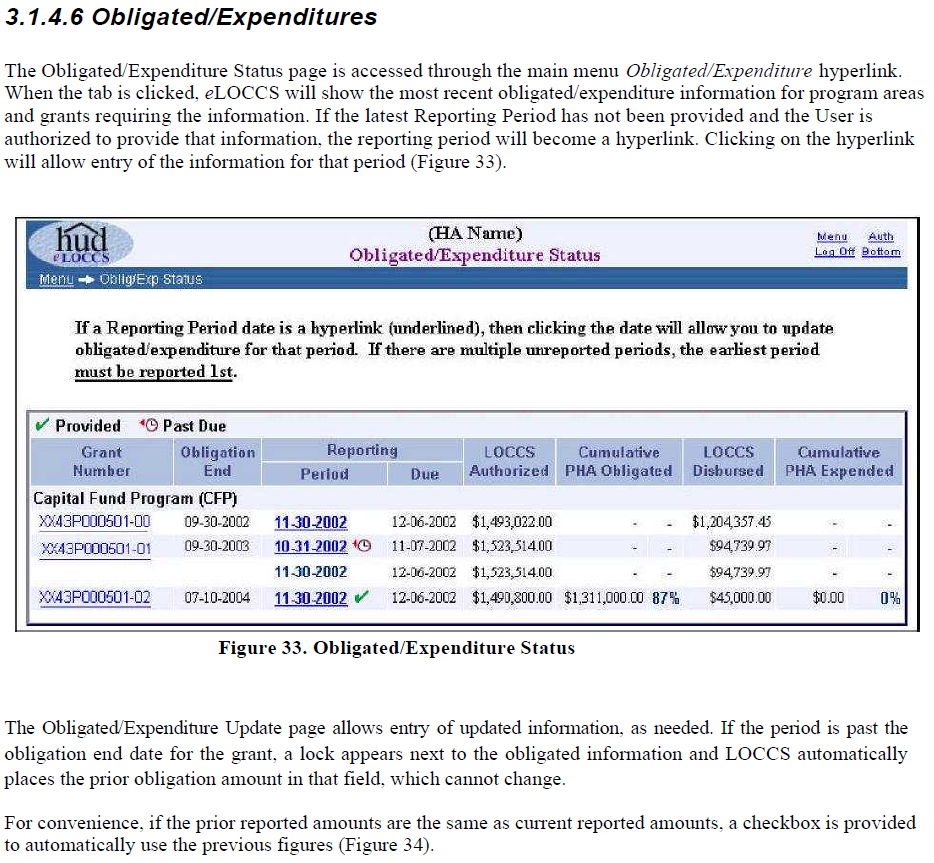 3.1.4.6 Obligated/Expenditures
The Obligated/Expenditure Status page is accessed through the main menu Obligated/Expenditure hyperlink.
When the tab is clicked, eLOCCS will show the most recent obligated/expenditure information for program areas
and grants requiring the information. If the latest Reporting Period has not been provided and the User is
authorized to provide that information, the reporting period will become a hyperlink. Clicking on the hyperlink
will allow entry of the information for that period (Figure 33).
hud
eLOCCS
(HA Name)
Obligated/Expenditure Status
Menu Auth
Log Off Bottom
Menu → Oblig/Exp Status
If a Reporting Period date is a hyperlink (underlined), then clicking the date will allow you to update
obligated/expenditure for that period. If there are multiple unreported periods, the earliest period
must be reported 1st.
✔ Provided Past Due
Grant Number Obligation End Reporting Period Due LOCCS Authorized Cumulative PHA Obligated LOCCS Disbursed Cumulative PHA Expended
Capital Fund Program (CFP)
XX43P000501-00 09-30-2002 11-30-2002 12-06-2002 $1,493,022.00 - - $1,204,357.45 - -
XX43P000501-01 09-30-2003 10-31-2002 11-07-2002 $1,523,514.00 - - $94,739.97 - -
11-30-2002 12-06-2002 $1,523,514.00 - - $94,739.97 - -
XX43P000501-02 07-10-2004 11-30-2002 ✔ 12-06-2002 $1,490,800.00 $1,311,000.00 87% $45,000.00 $0.00 0%
Figure 33. Obligated/Expenditure Status
The Obligated/Expenditure Update page allows entry of updated information, as needed. If the period is past the
obligation end date for the grant, a lock appears next to the obligated information and LOCCS automatically
places the prior obligation amount in that field, which cannot change.
For convenience, if the prior reported amounts are the same as current reported amounts, a checkbox is provided
to automatically use the previous figures (Figure 34).